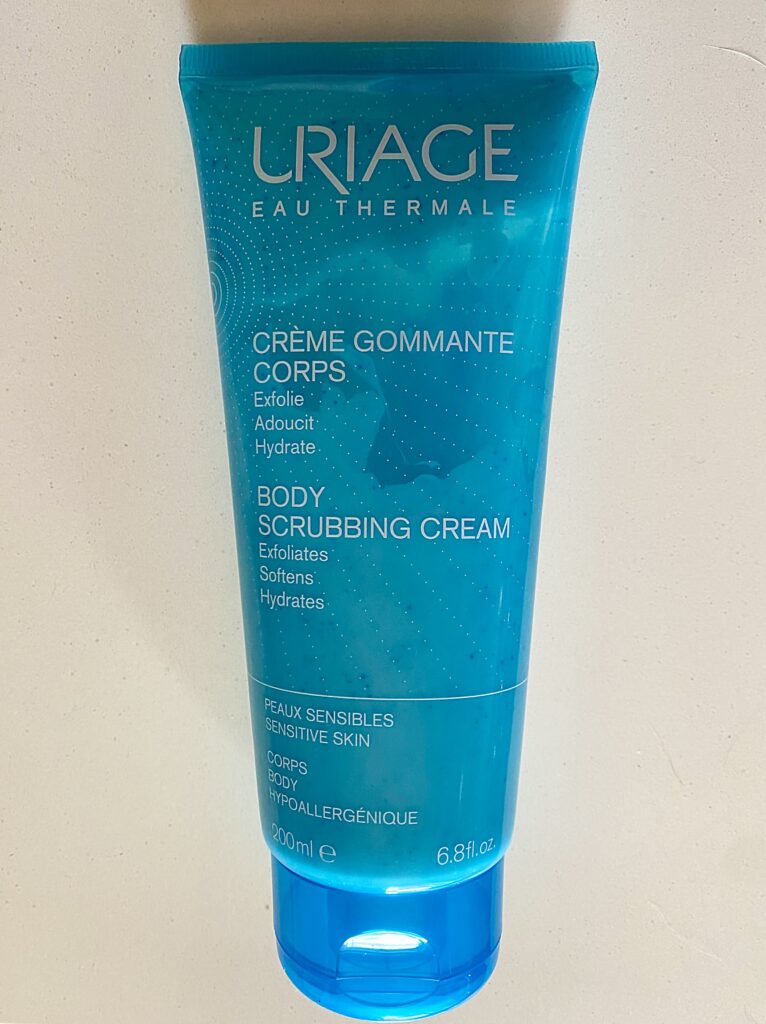 URIAGE
EAU THERMALE
CRÈME GOMMANTE
CORPS
Exfolie
Adoucit
Hydrate
BODY
SCRUBBING CREAM
Exfoliates
Softens
Hydrates
PEAUX SENSIBLES
SENSITIVE SKIN
CORPS
BODY
HYPOALLERGÉNIQUE
200ml ℮ 6.8fl.oz.